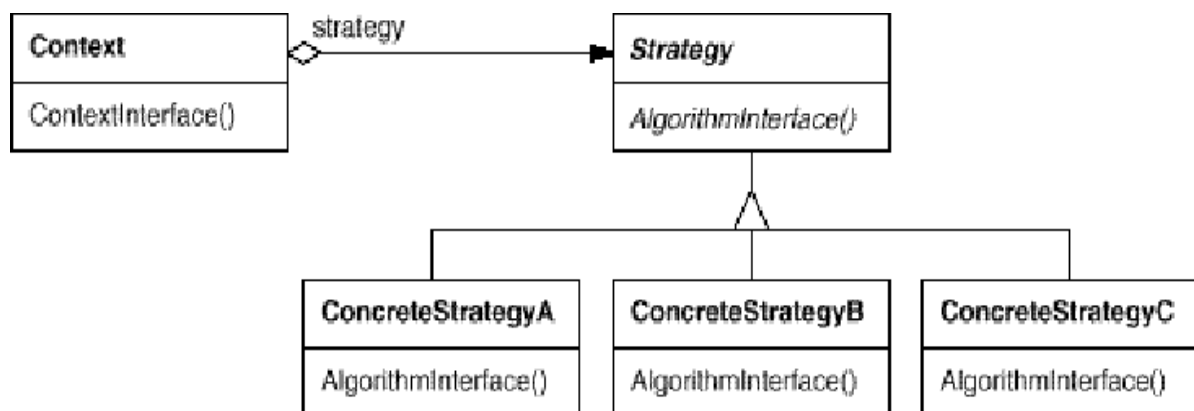 Context
strategy
Strategy
ContextInterface()
AlgorithmInterface()
ConcreteStrategyA
ConcreteStrategyB
ConcreteStrategyC
AlgorithmInterface()
AlgorithmInterface()
AlgorithmInterface()